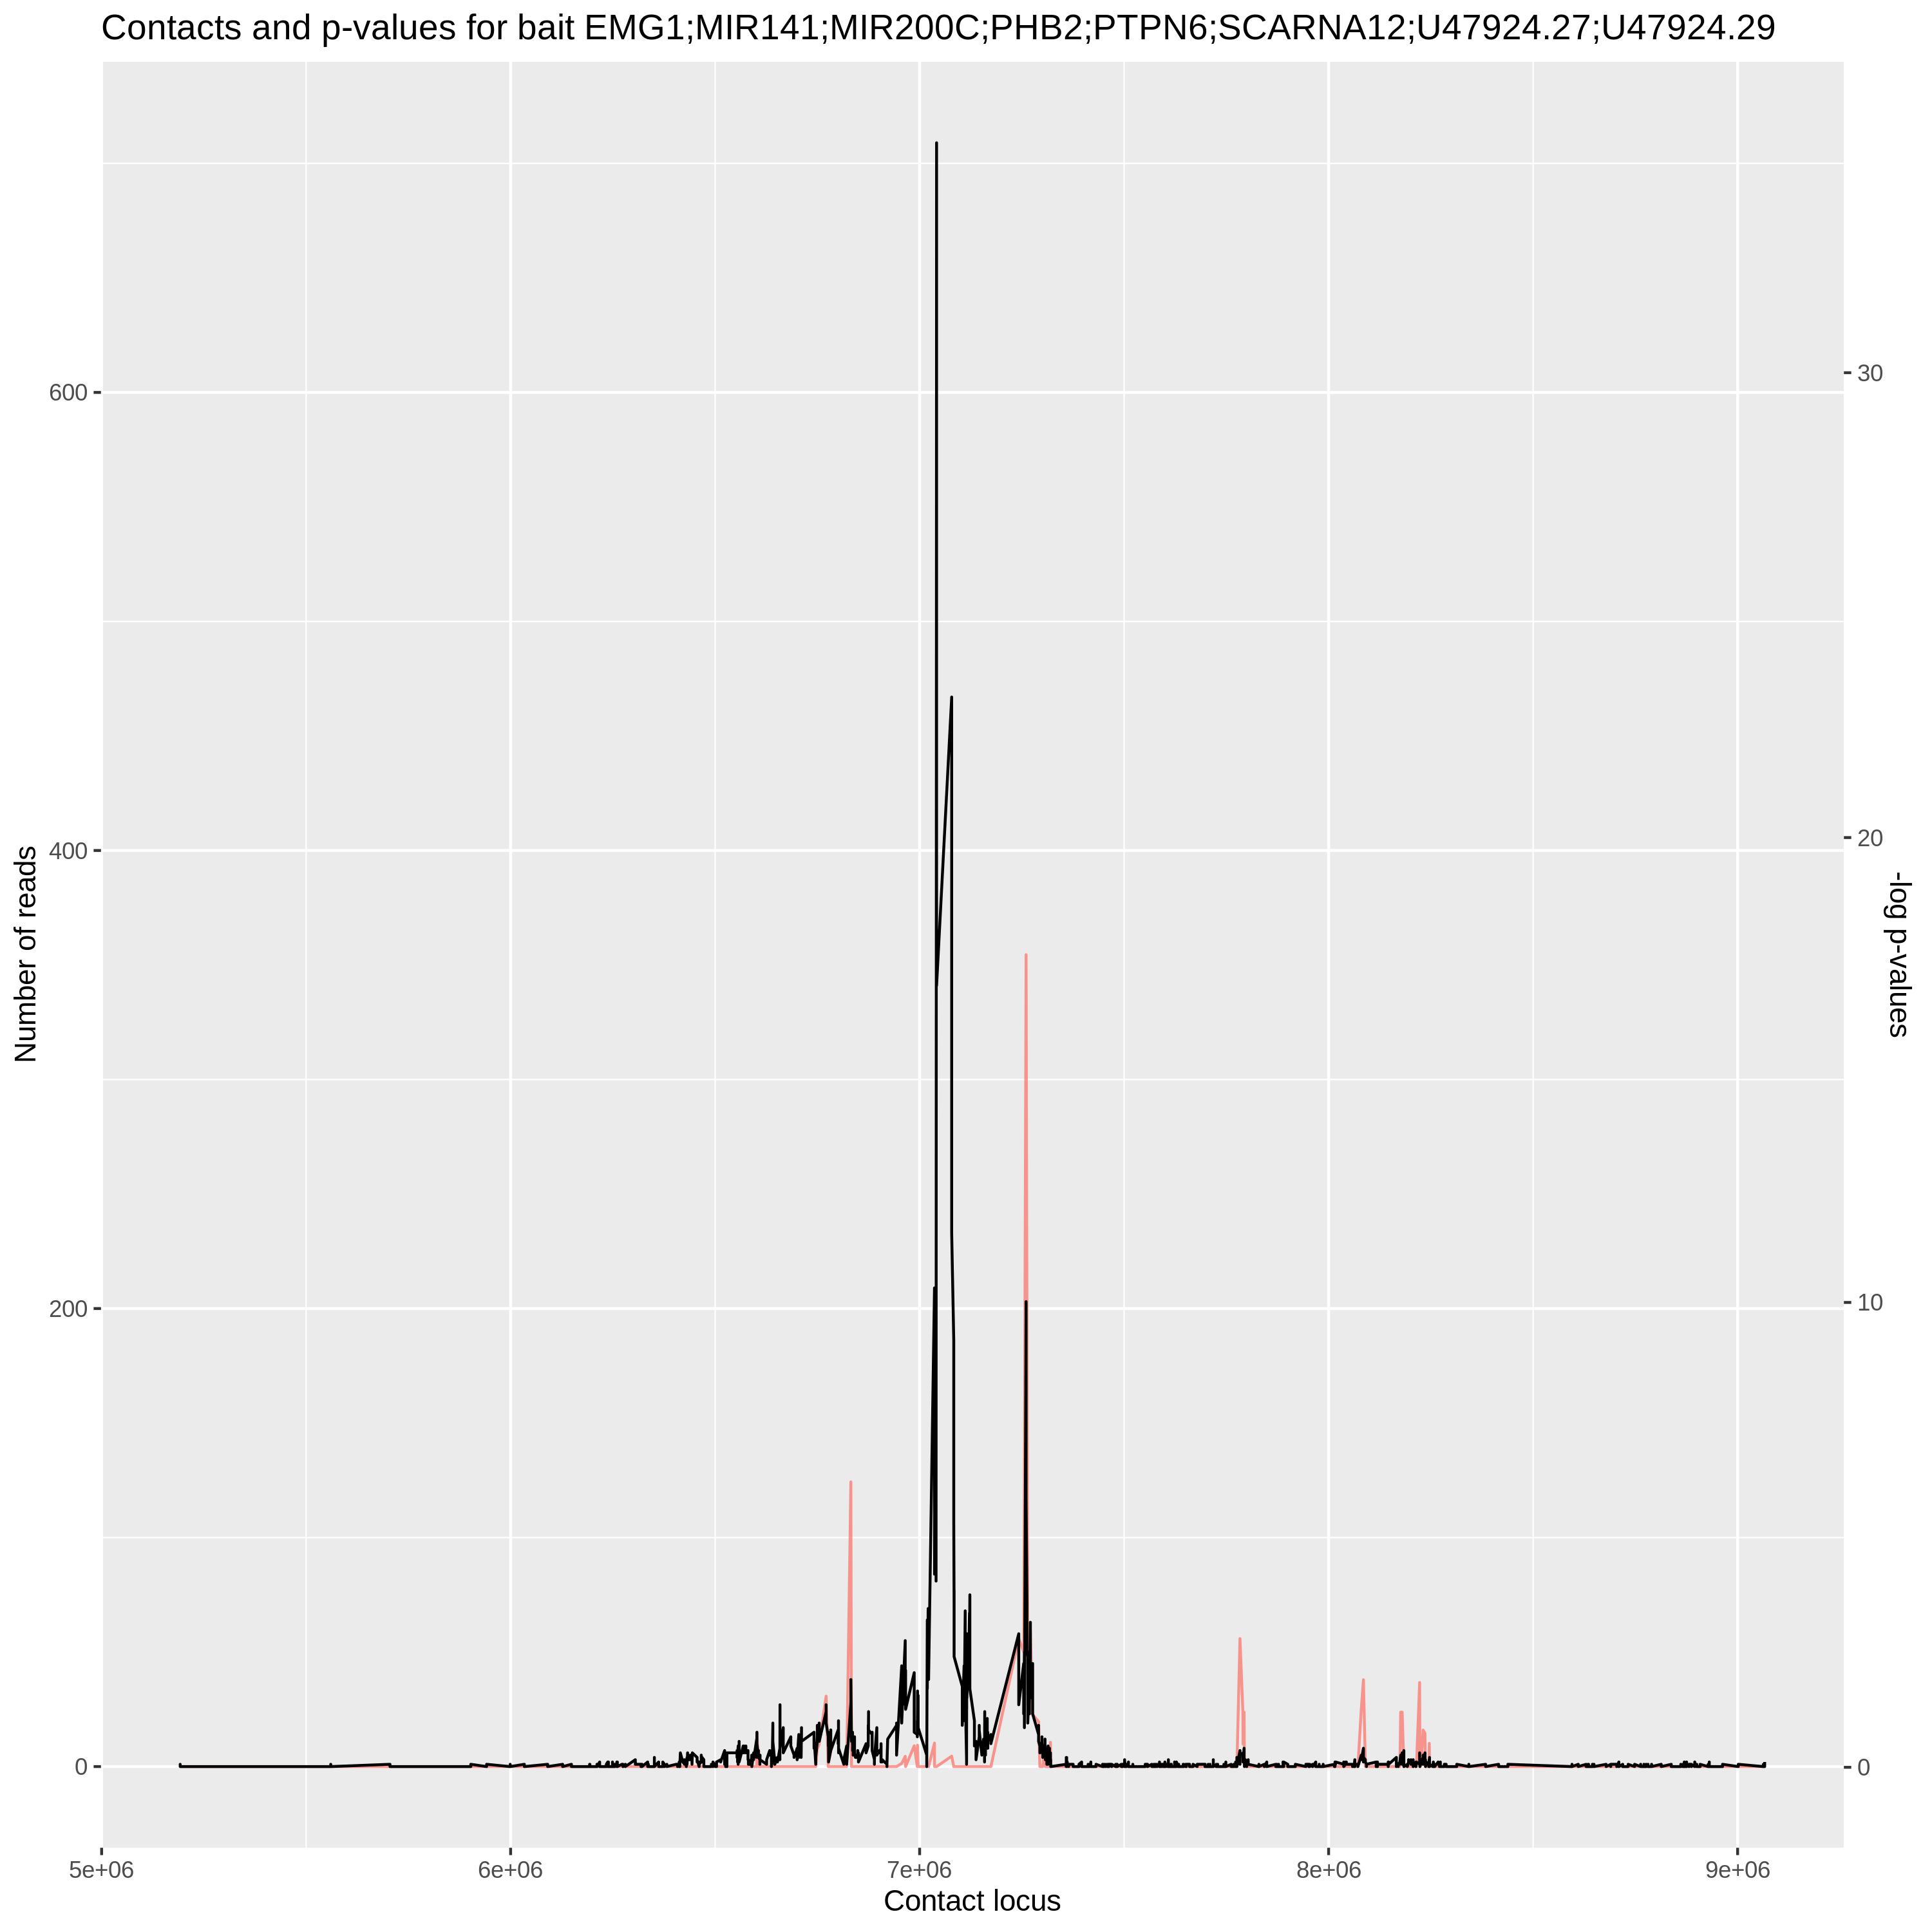 Contacts and p-values for bait EMG1;MIR141;MIR200C;PHB2;PTPN6;SCARNA12;U47924.27;U47924.29
600
400
200
0
Number of reads
30
20
10
0
-log p-values
5e+06
6e+06
7e+06
8e+06
9e+06
Contact locus